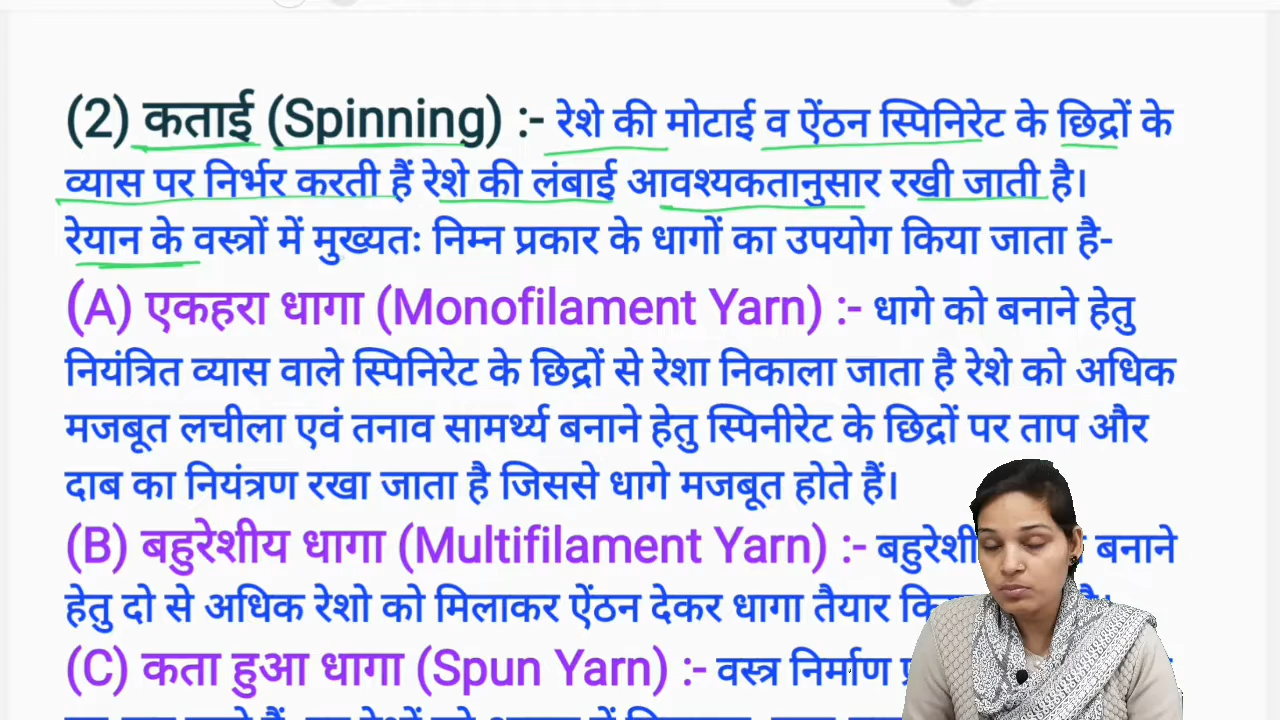 (2) कताई (Spinning) :- रेशे की मोटाई व ऐंठन स्पिनिरेट के छिद्रों के
व्यास पर निर्भर करती हैं रेशे की लंबाई आवश्यकतानुसार रखी जाती है।
रेयान के वस्त्रों में मुख्यतः निम्न प्रकार के धागों का उपयोग किया जाता है-
(A) एकहरा धागा (Monofilament Yarn) :- धागे को बनाने हेतु
नियंत्रित व्यास वाले स्पिनिरेट के छिद्रों से रेशा निकाला जाता है रेशे को अधिक
मजबूत लचीला एवं तनाव सामर्थ्य बनाने हेतु स्पिनीरेट के छिद्रों पर ताप और
दाब का नियंत्रण रखा जाता है जिससे धागे मजबूत होते हैं।
(B) बहुरेशीय धागा (Multifilament Yarn) :- बनाने
हेतु दो से अधिक रेशो को मिलाकर ऐंठन देकर धागा तैयार है।
(C) कता हुआ धागा (Spun Yarn) :- वस्त्र निर्माण